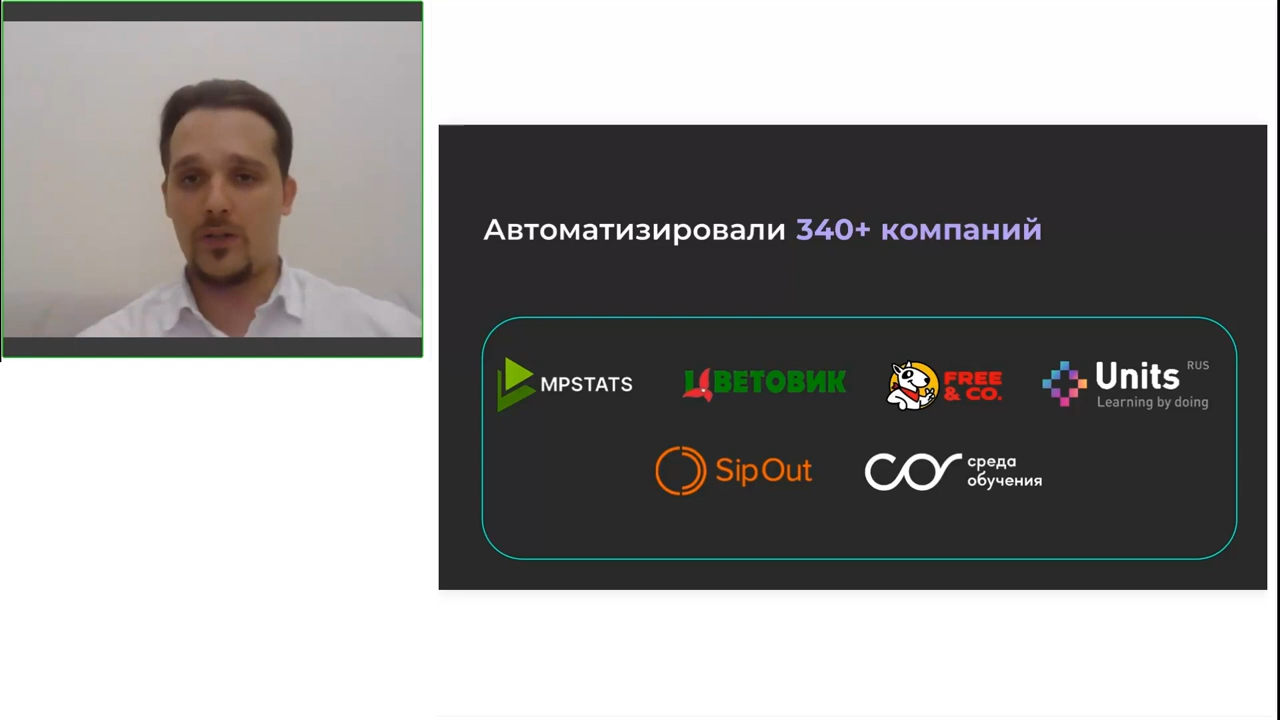 Автоматизировали 340+ компаний
MPSTATS
ЦВЕТОВИК
FREE
& CO.
Units RUS
Learning by doing
SipOut
среда
обучения